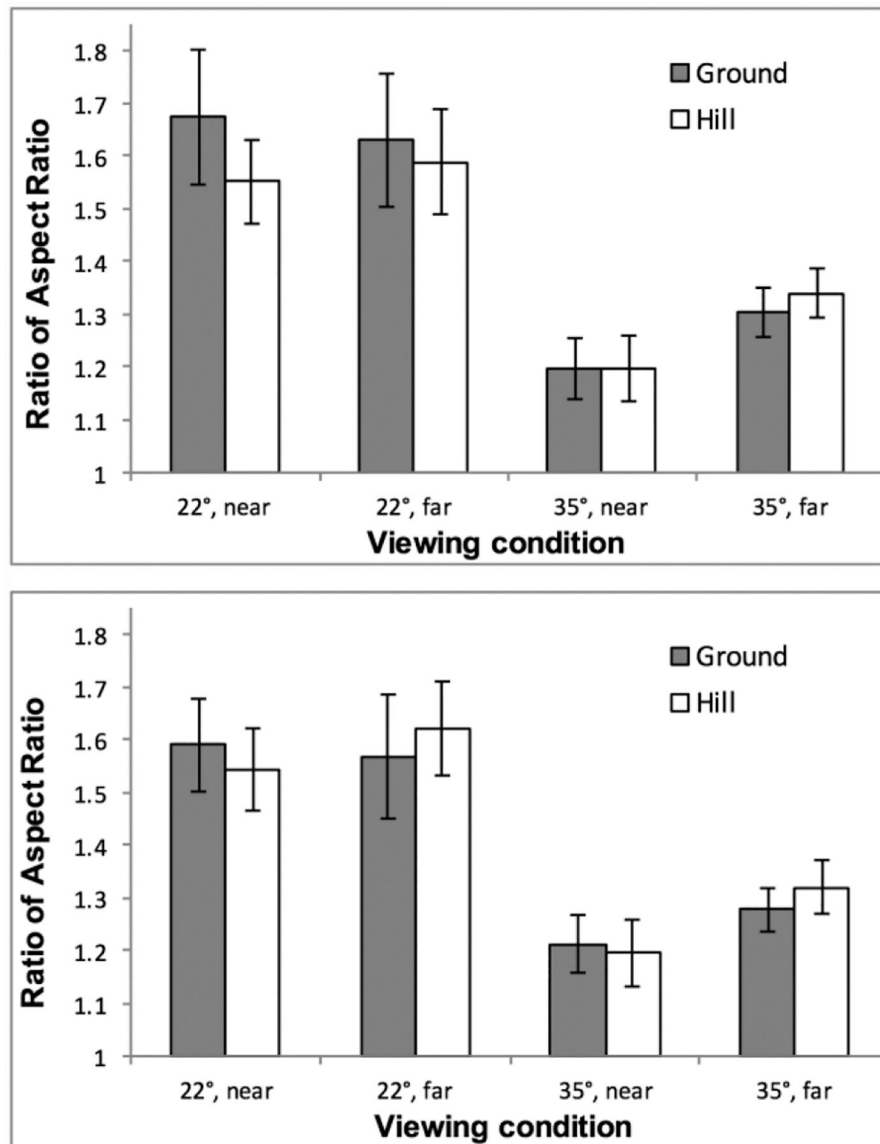 1.8
1.7
1.6
1.5
1.4
1.3
1.2
1.1
1
Ratio of Aspect Ratio
Ground
Hill
22°, near 22°, far 35°, near 35°, far
Viewing condition
1.8
1.7
1.6
1.5
1.4
1.3
1.2
1.1
1
Ratio of Aspect Ratio
Ground
Hill
22°, near 22°, far 35°, near 35°, far
Viewing condition